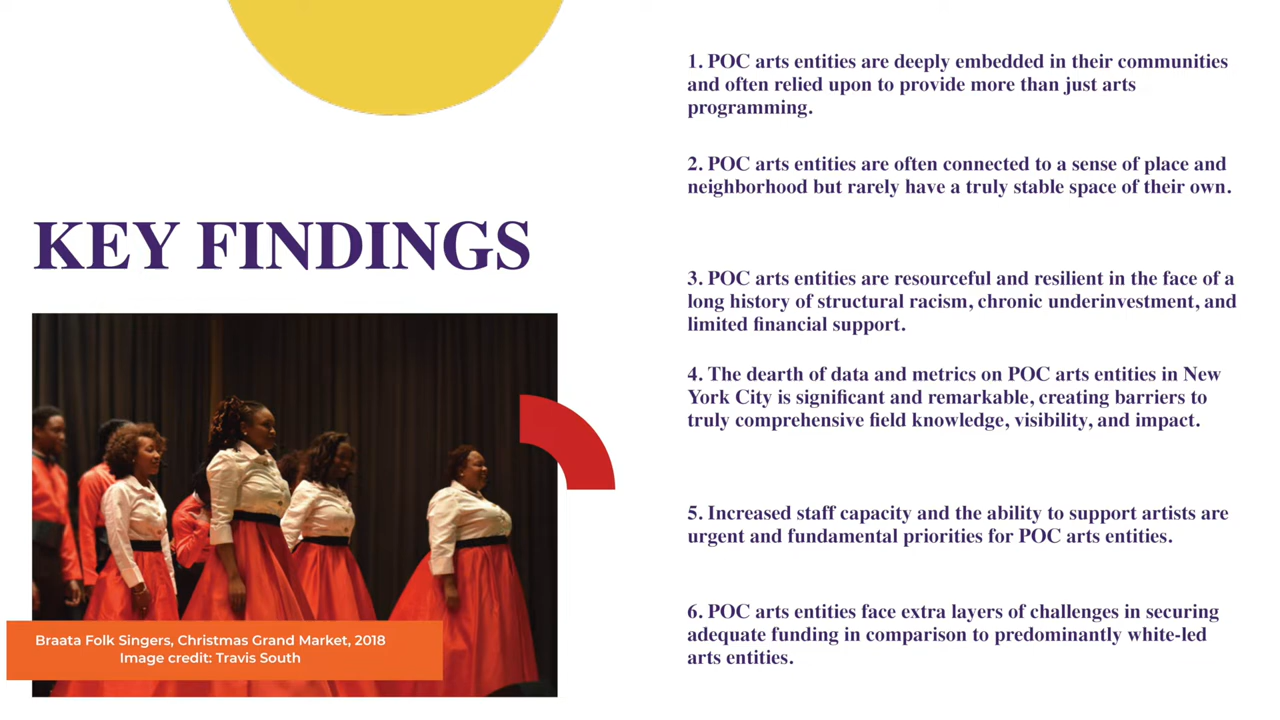 KEY FINDINGS
Braata Folk Singers, Christmas Grand Market, 2018
Image credit: Travis South
1. POC arts entities are deeply embedded in their communities
and often relied upon to provide more than just arts
programming.
2. POC arts entities are often connected to a sense of place and
neighborhood but rarely have a truly stable space of their own.
3. POC arts entities are resourceful and resilient in the face of a
long history of structural racism, chronic underinvestment, and
limited financial support.
4. The dearth of data and metrics on POC arts entities in New
York City is significant and remarkable, creating barriers to
truly comprehensive field knowledge, visibility, and impact.
5. Increased staff capacity and the ability to support artists are
urgent and fundamental priorities for POC arts entities.
6. POC arts entities face extra layers of challenges in securing
adequate funding in comparison to predominantly white-led
arts entities.